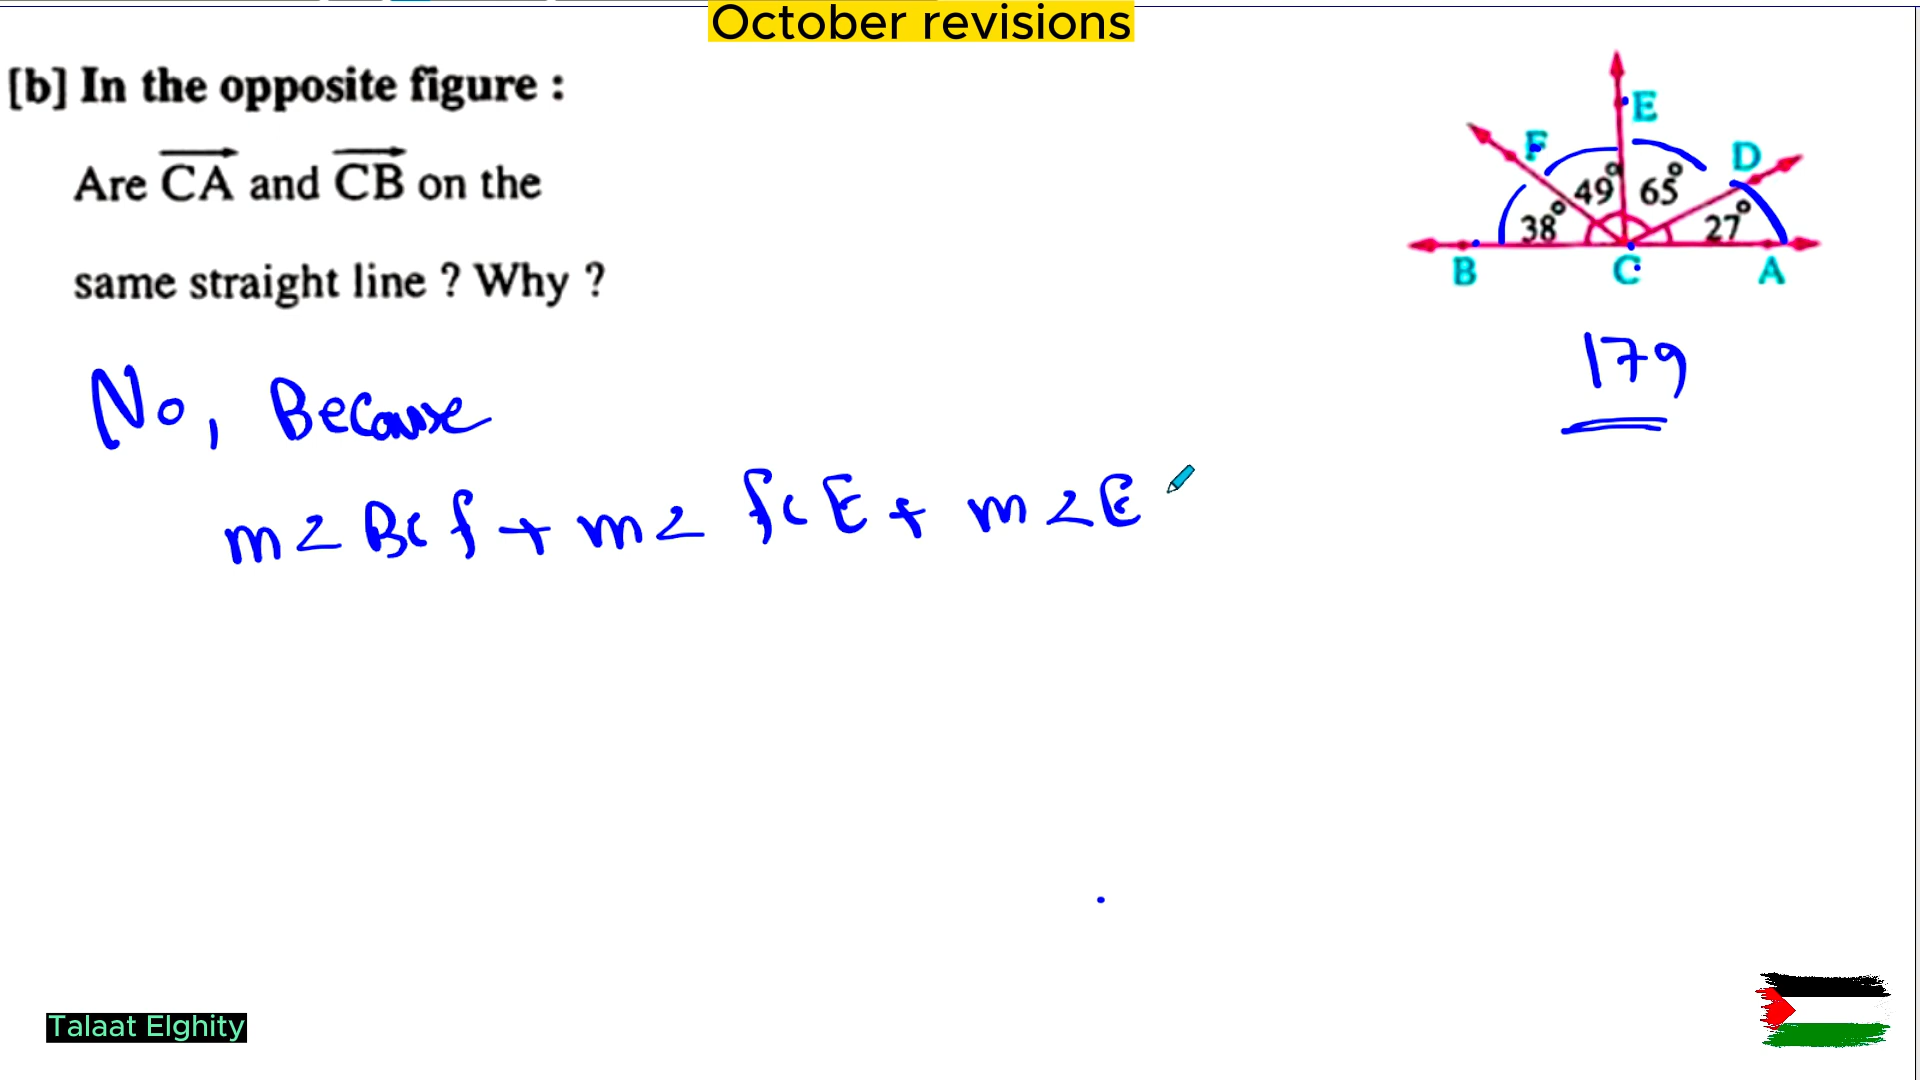 October revisions
[b] In the opposite figure :
Are CA and CB on the
same straight line ? Why ?
E
F
D
49° 65°
38° 27°
B C A
179
No, Because
m∠BCf + m∠fCE + m∠E
Talaat Elghity